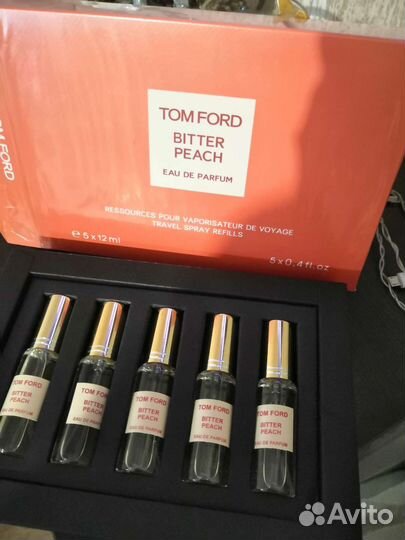 TOM FORD
TOM FORD
BITTER
PEACH
EAU DE PARFUM
RESSOURCES POUR VAPORISATEUR DE VOYAGE
TRAVEL SPRAY REFILLS
e 5 x 12 ml
5 x 0,4 fl.oz
TOM FORD
BITTER
PEACH
EAU DE PARFUM
TOM FORD
BITTER
PEACH
EAU DE PARFUM
TOM FORD
BITTER
PEACH
EAU DE PARFUM
TOM FORD
BITTER
PEACH
EAU DE PARFUM
TOM FORD
BITTER
PEACH
EAU DE PARFUM
Avito